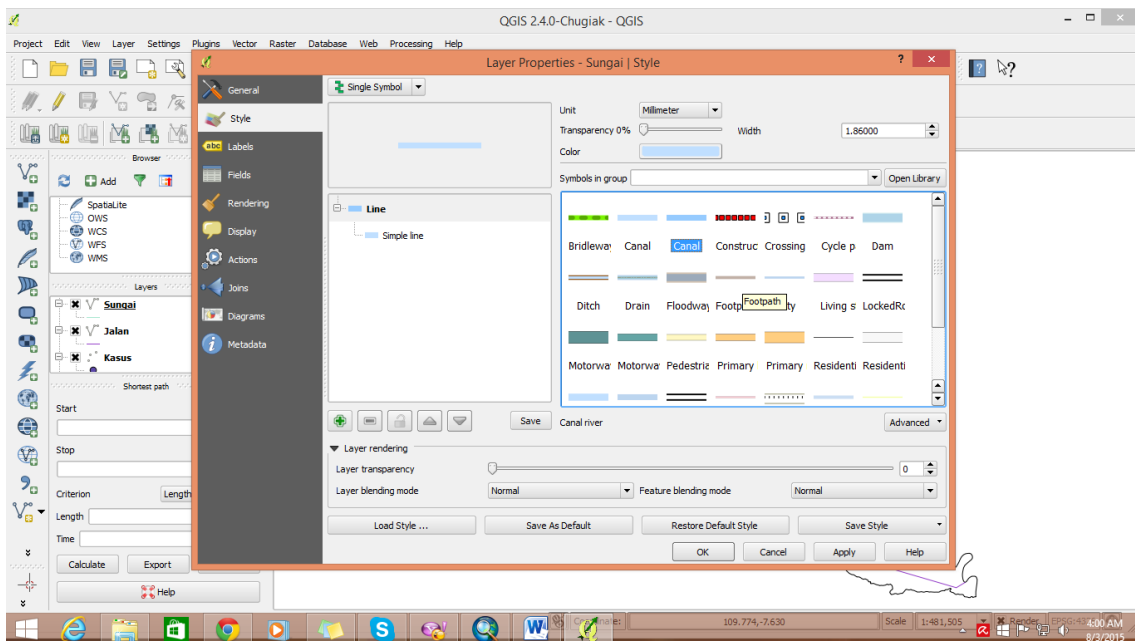 QGIS 2.4.0-Chugiak - QGIS
Project Edit View Layer Settings Plugins Vector Raster Database Web Processing Help
Layer Properties - Sungai | Style
General
Style
Labels
Fields
Rendering
Display
Actions
Joins
Diagrams
Metadata
Single Symbol
Unit Millimeter
Transparency 0% Width 1.86000
Color
Symbols in group Open Library
Line
Simple line
Bridleway Canal Canal Construc Crossing Cycle p Dam
Ditch Drain Floodway Footp Footpath ty Living s LockedRo
Motorwa Motorwa Pedestria Primary Primary Residenti Residenti
Save Canal river Advanced
Layer rendering
Layer transparency 0
Layer blending mode Normal Feature blending mode Normal
Load Style ... Save As Default Restore Default Style Save Style
OK Cancel Apply Help
Browser
Add
SpatiaLite
OWS
WCS
WFS
WMS
Layers
Sungai
Jalan
Kasus
Shortest path
Start
Stop
Criterion Length
Length
Time
Calculate Export
Help
109.774,-7.630 Scale 1:481,505 Render
4:00 AM
8/3/2015